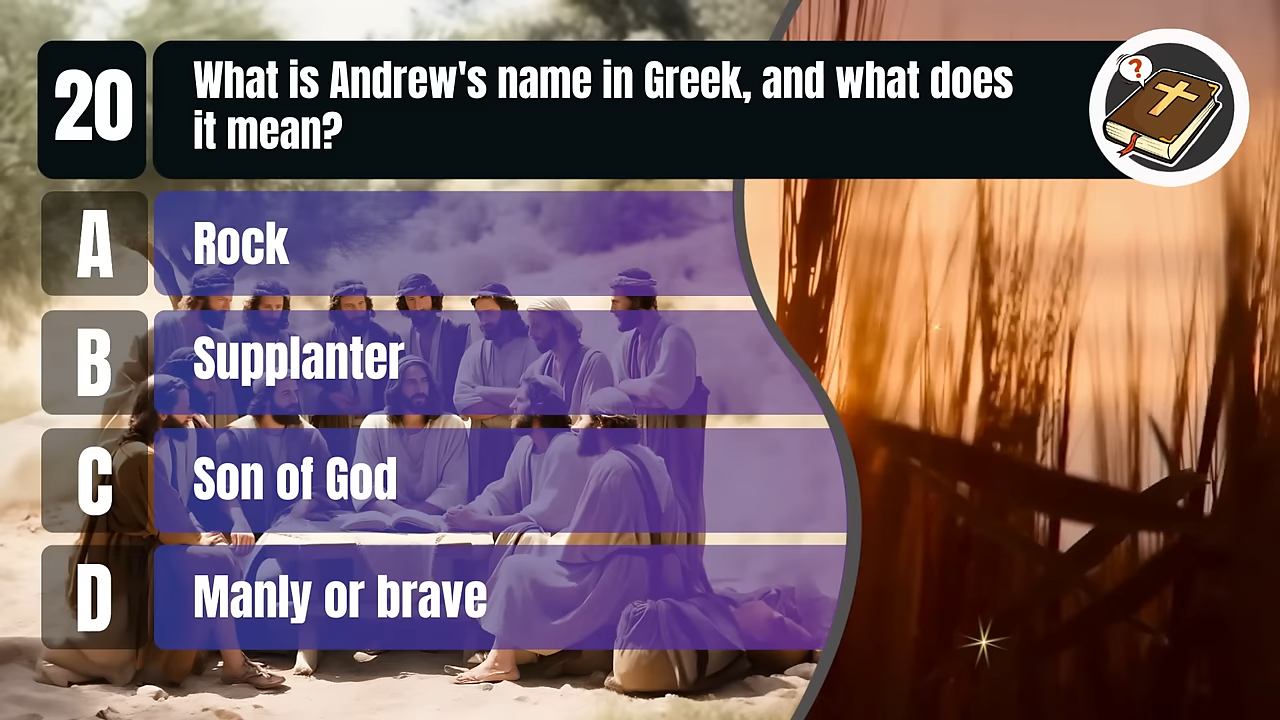 20
What is Andrew's name in Greek, and what does
it mean?
?
A
Rock
B
Supplanter
C
Son of God
D
Manly or brave